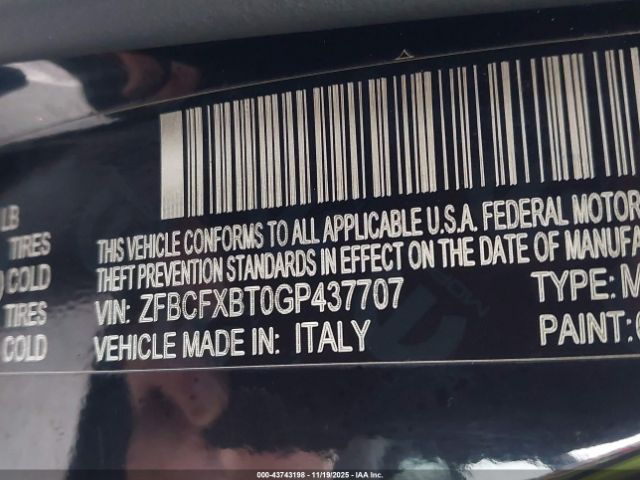 LB
TIRES
COLD
TIRES
COLD
THIS VEHICLE CONFORMS TO ALL APPLICABLE U.S.A. FEDERAL MOTOR
THEFT PREVENTION STANDARDS IN EFFECT ON THE DATE OF MANUFA
VIN: ZFBCFXBT0GP437707 TYPE: M
VEHICLE MADE IN: ITALY PAINT:
000-43743198 - 11/19/2025 - IAA Inc.